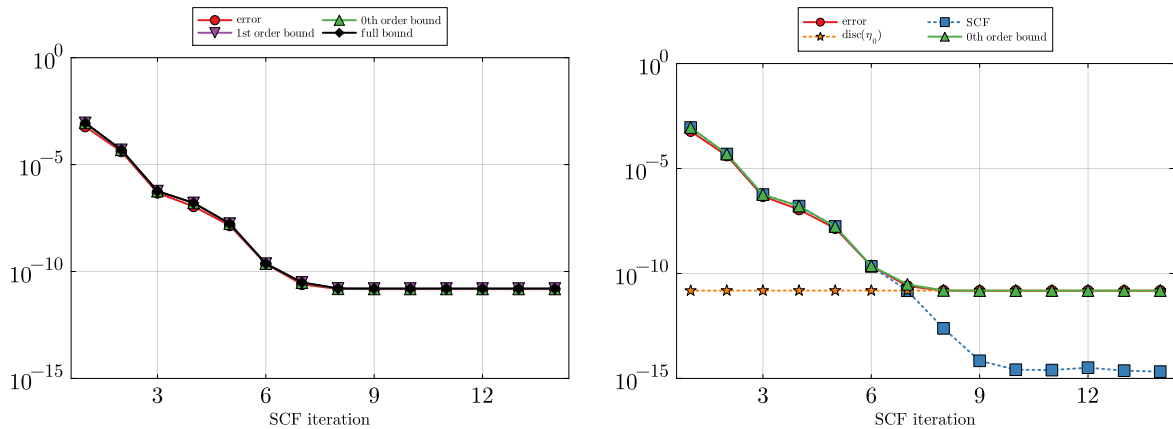 error
0th order bound
1st order bound
full bound
10^0
10^-5
10^-10
10^-15
3
6
9
12
SCF iteration
error
SCF
disc(η_0)
0th order bound
10^0
10^-5
10^-10
10^-15
3
6
9
12
SCF iteration